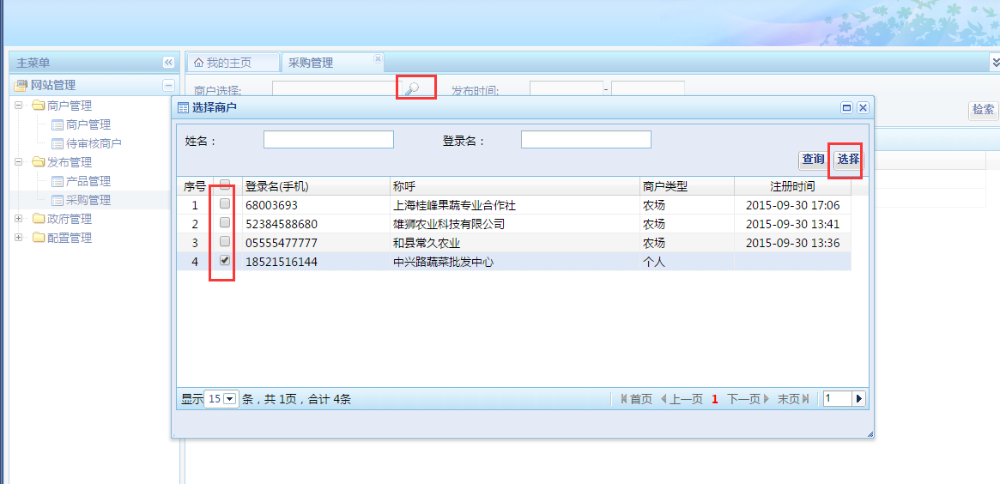 主菜单
网站管理
商户管理
商户管理
待审核商户
发布管理
产品管理
采购管理
政府管理
配置管理
我的主页 采购管理
商户选择: 发布时间: -
检索
选择商户
姓名： 登录名：
查询 选择
序号 登录名(手机) 称呼 商户类型 注册时间
1 68003693 上海桂峰果蔬专业合作社 农场 2015-09-30 17:06
2 52384588680 雄狮农业科技有限公司 农场 2015-09-30 13:41
3 05555477777 和县常久农业 农场 2015-09-30 13:36
4 18521516144 中兴路蔬菜批发中心 个人
显示 15 条，共 1页，合计 4条 首页 上一页 1 下一页 末页 1